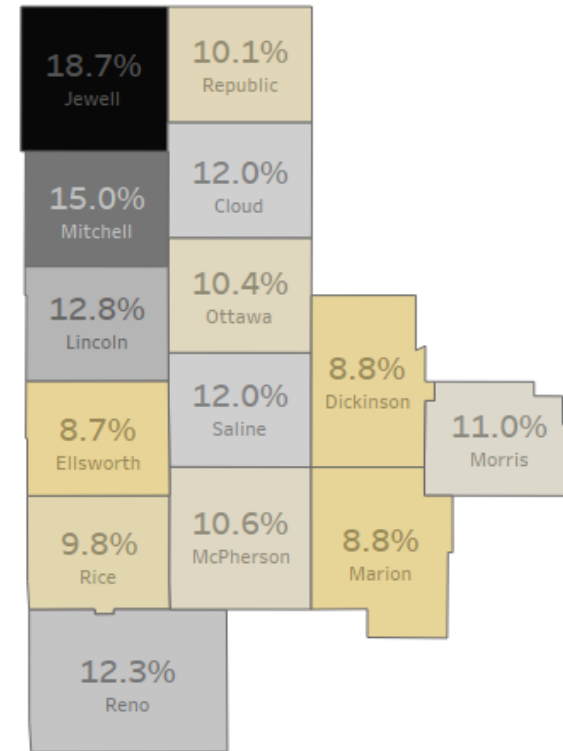 18.7%
Jewell
10.1%
Republic
15.0%
Mitchell
12.0%
Cloud
12.8%
Lincoln
10.4%
Ottawa
8.7%
Ellsworth
12.0%
Saline
8.8%
Dickinson
11.0%
Morris
9.8%
Rice
10.6%
McPherson
8.8%
Marion
12.3%
Reno